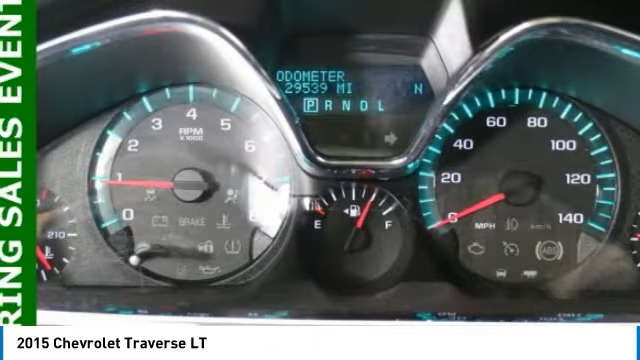 RING SALES EVENT
ODOMETER
29539 MI
N
P R N D L
0 1 2 3 4 5 6
RPM
X1000
BRAKE
210
E F
0 20 40 60 80 100 120 140
MPH
km/h
ABS
2015 Chevrolet Traverse LT